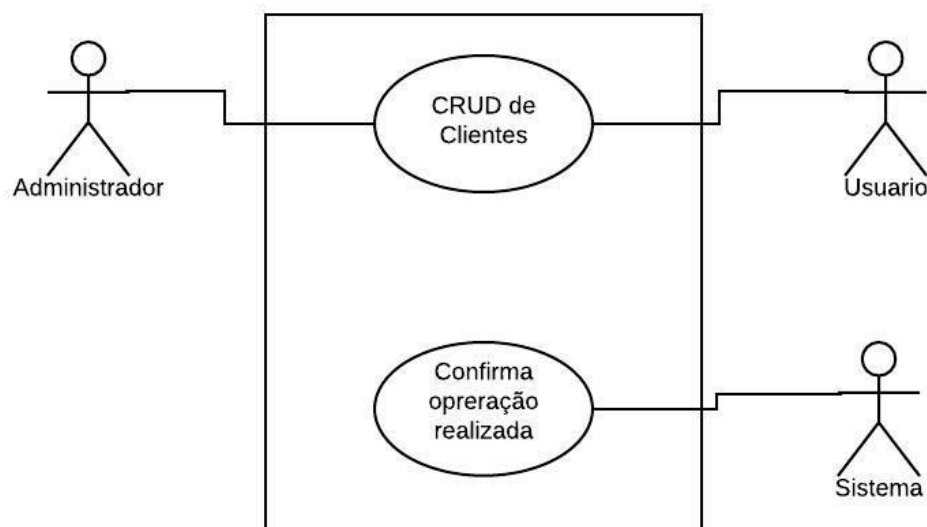 CRUD de
Clientes
Administrador
Usuario
Confirma
opreração
realizada
Sistema